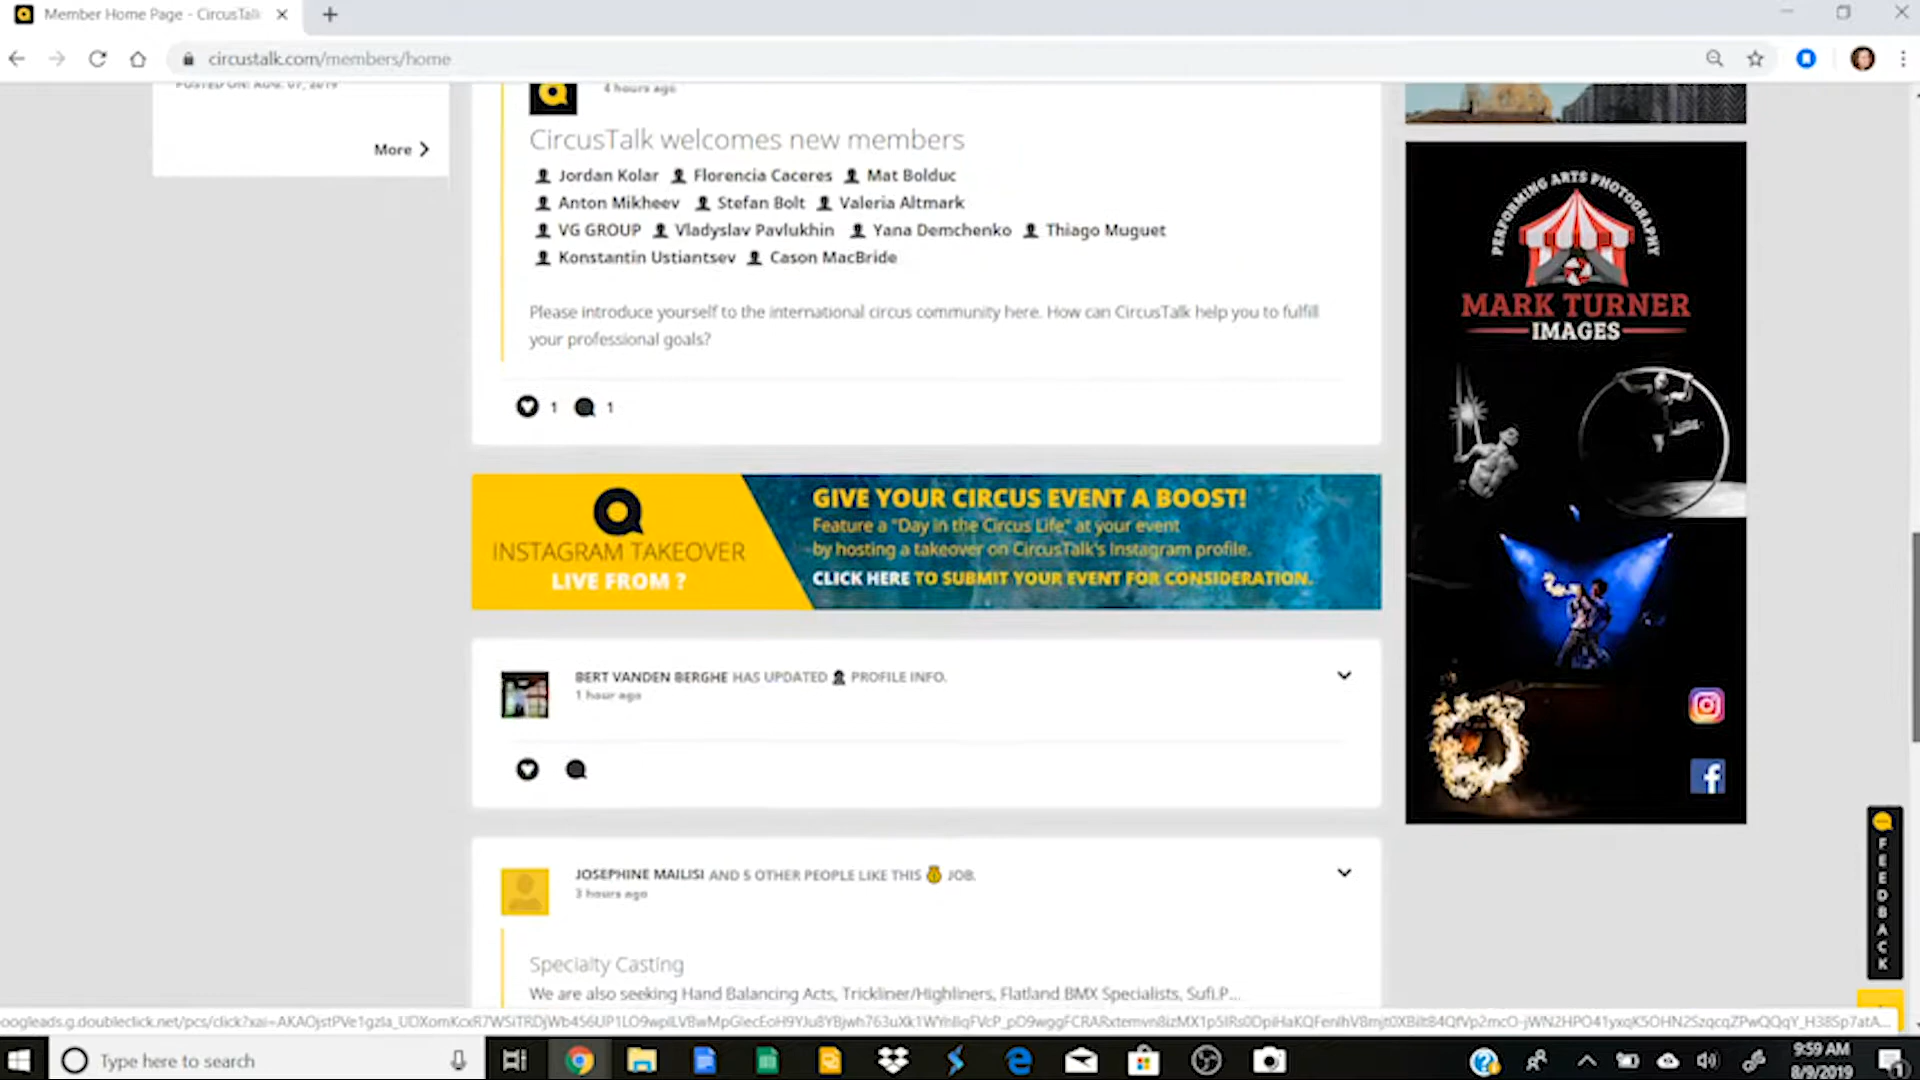 Member Home Page - CircusTalk
circustalk.com/members/home
POSTED ON: AUG. 07, 2019
More
4 hours ago
CircusTalk welcomes new members
Jordan Kolar Florencia Caceres Mat Bolduc
Anton Mikheev Stefan Bolt Valeria Altmark
VG GROUP Vladyslav Pavlukhin Yana Demchenko Thiago Muguet
Konstantin Ustiantsev Cason MacBride
Please introduce yourself to the international circus community here. How can CircusTalk help you to fulfill
your professional goals?
1 1
INSTAGRAM TAKEOVER
LIVE FROM ?
GIVE YOUR CIRCUS EVENT A BOOST!
Feature a "Day in the Circus Life" at your event
by hosting a takeover on CircusTalk's Instagram profile.
CLICK HERE TO SUBMIT YOUR EVENT FOR CONSIDERATION.
BERT VANDEN BERGHE HAS UPDATED PROFILE INFO.
1 hour ago
JOSEPHINE MAILISI AND 5 OTHER PEOPLE LIKE THIS JOB.
3 hours ago
Specialty Casting
We are also seeking Hand Balancing Acts, Trickliner/Highliners, Flatland BMX Specialists, Sufi.P...
PERFORMING ARTS PHOTOGRAPHY
MARK TURNER
IMAGES
FEEDBACK
Type here to search
9:59 AM
8/9/2019